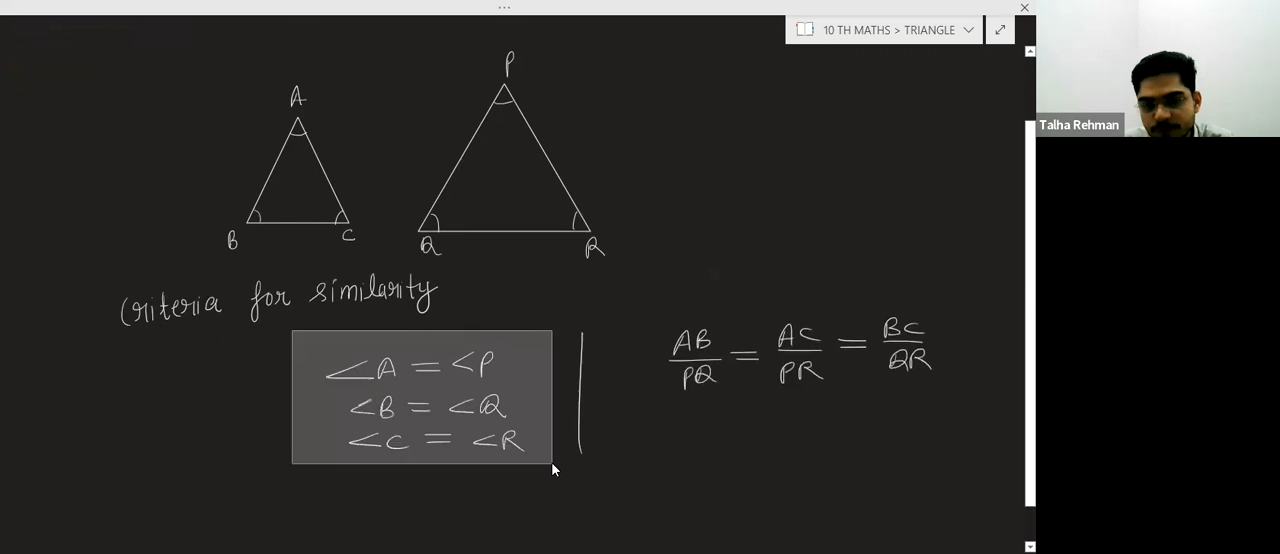 10 TH MATHS > TRIANGLE
Talha Rehman
A
P
B
C
Q
R
Criteria for similarity
∠A = ∠P
∠B = ∠Q
∠C = ∠R
AB/PQ = AC/PR = BC/QR